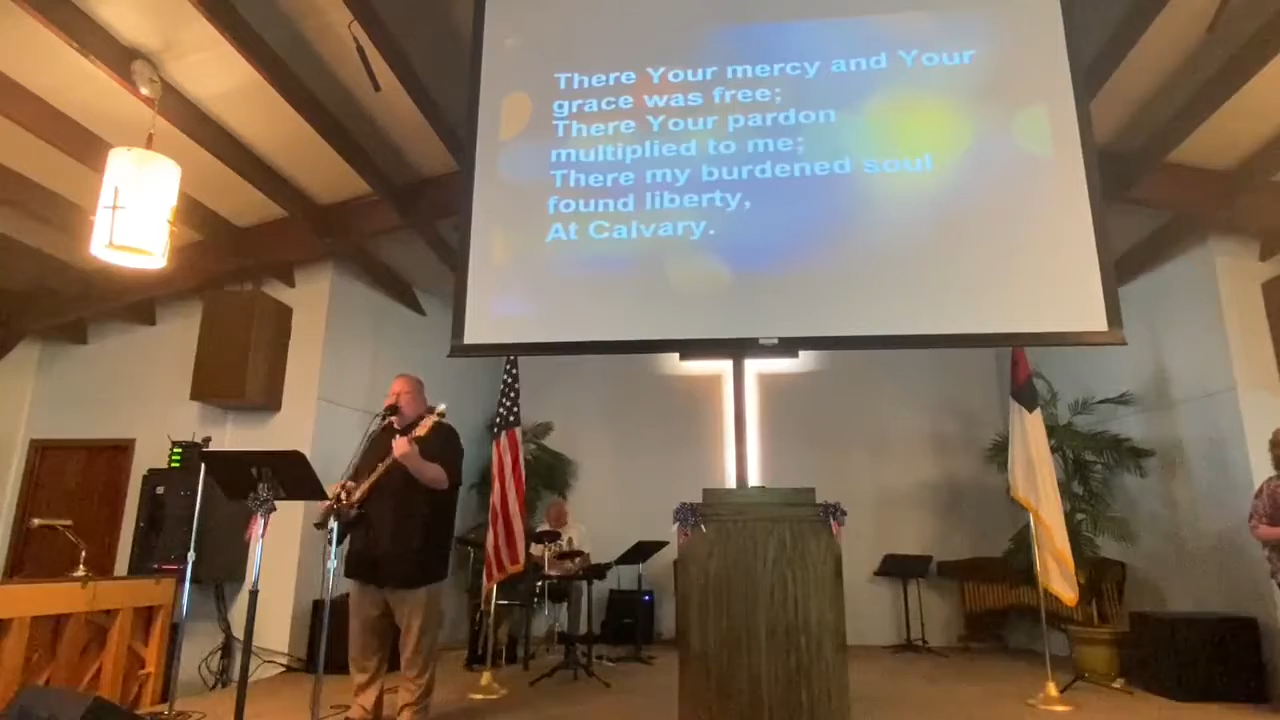 There Your mercy and Your
grace was free;
There Your pardon
multiplied to me;
There my burdened soul
found liberty,
At Calvary.